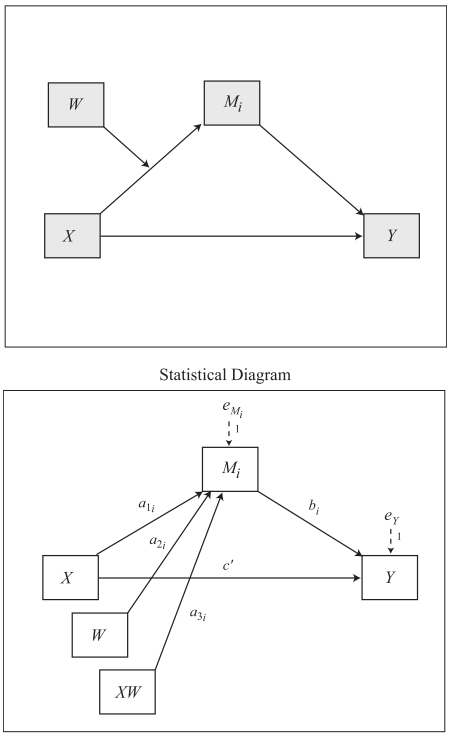 W
M_i
X
Y
Statistical Diagram
e_{M_i}
1
M_i
a_{1i}
b_i
e_Y
1
a_{2i}
X
c′
Y
a_{3i}
W
XW